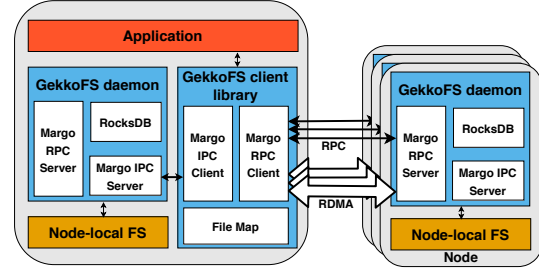 Application
GekkoFS daemon
Margo
RPC
Server
RocksDB
Margo IPC
Server
Node-local FS
GekkoFS client
library
Margo
IPC
Client
Margo
RPC
Client
File Map
RPC
RDMA
GekkoFS daemon
Margo
RPC
Server
RocksDB
Margo IPC
Server
Node-local FS
Node